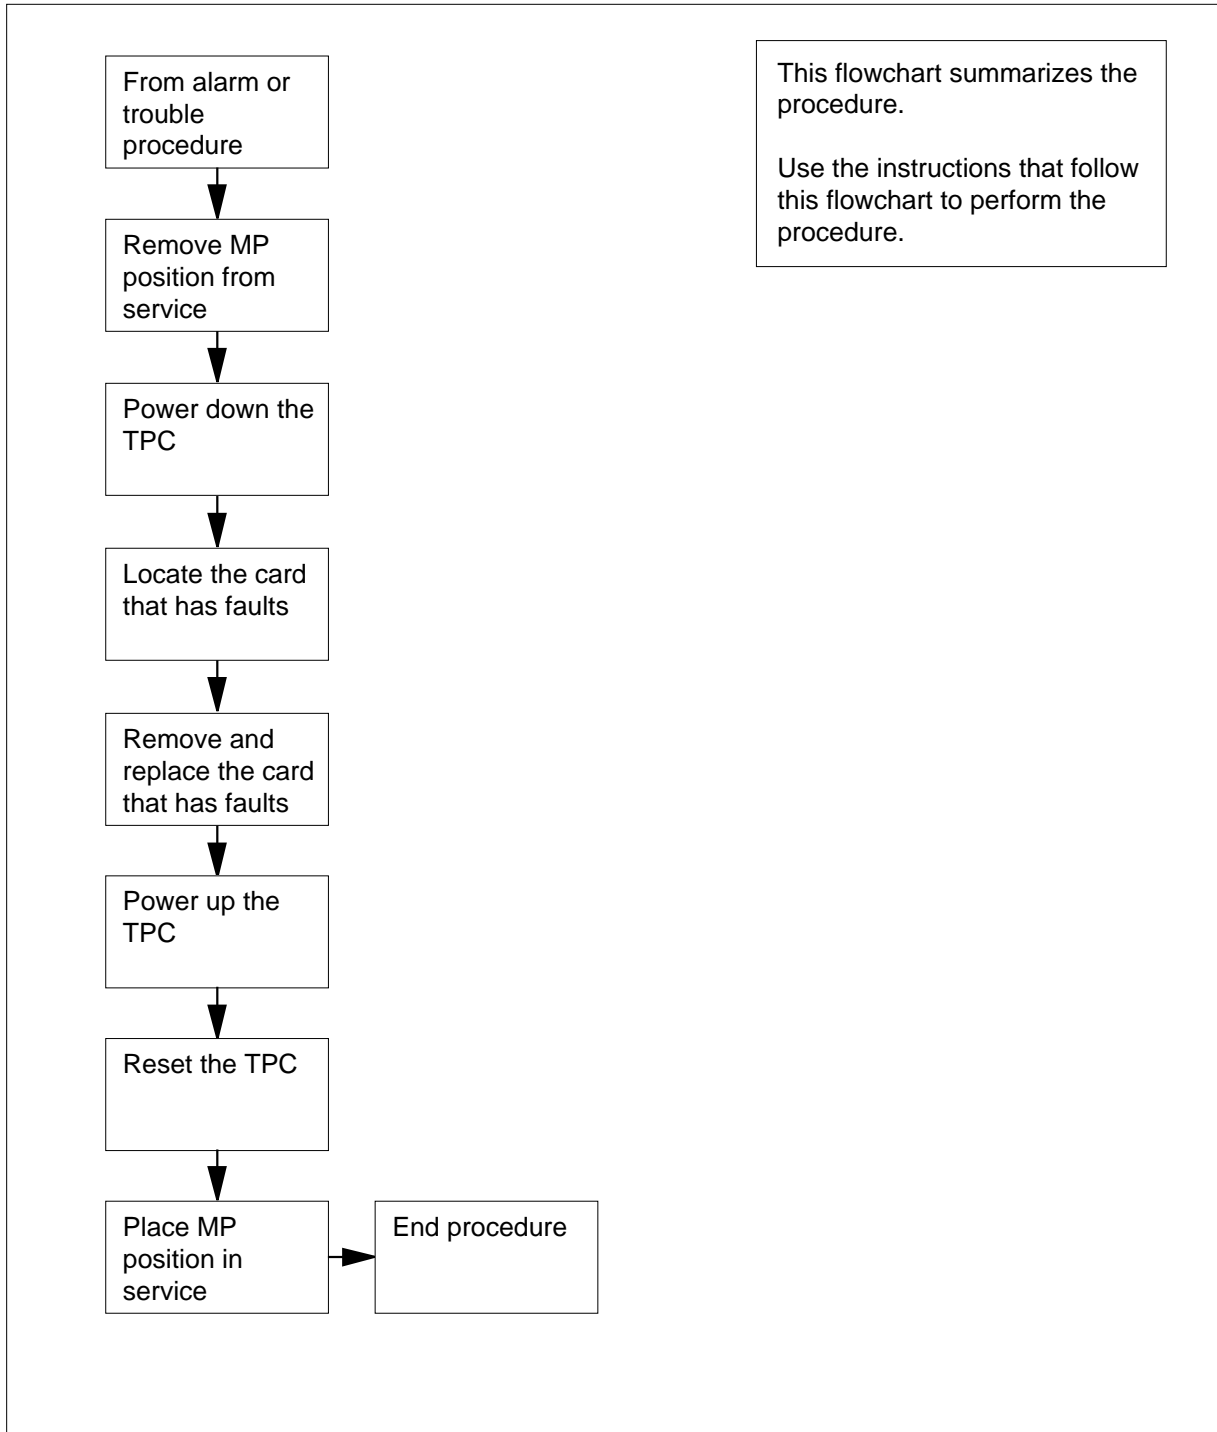 From alarm or
trouble
procedure
This flowchart summarizes the
procedure.
Use the instructions that follow
this flowchart to perform the
procedure.
Remove MP
position from
service
Power down the
TPC
Locate the card
that has faults
Remove and
replace the card
that has faults
Power up the
TPC
Reset the TPC
Place MP
position in
service
End procedure